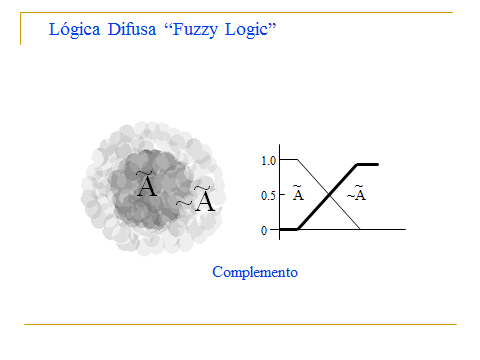 Lógica Difusa “Fuzzy Logic”
Ã
~Ã
1.0
0.5
0
Ã
~Ã
Complemento